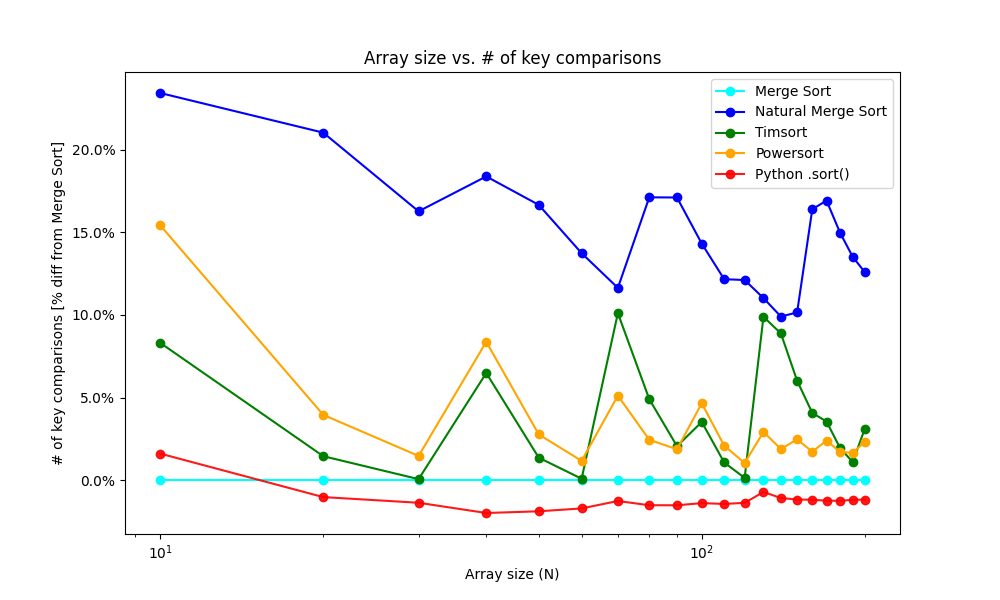 Array size vs. # of key comparisons
Merge Sort
Natural Merge Sort
Timsort
Powersort
Python .sort()
# of key comparisons [% diff from Merge Sort]
20.0%
15.0%
10.0%
5.0%
0.0%
10¹
10²
Array size (N)